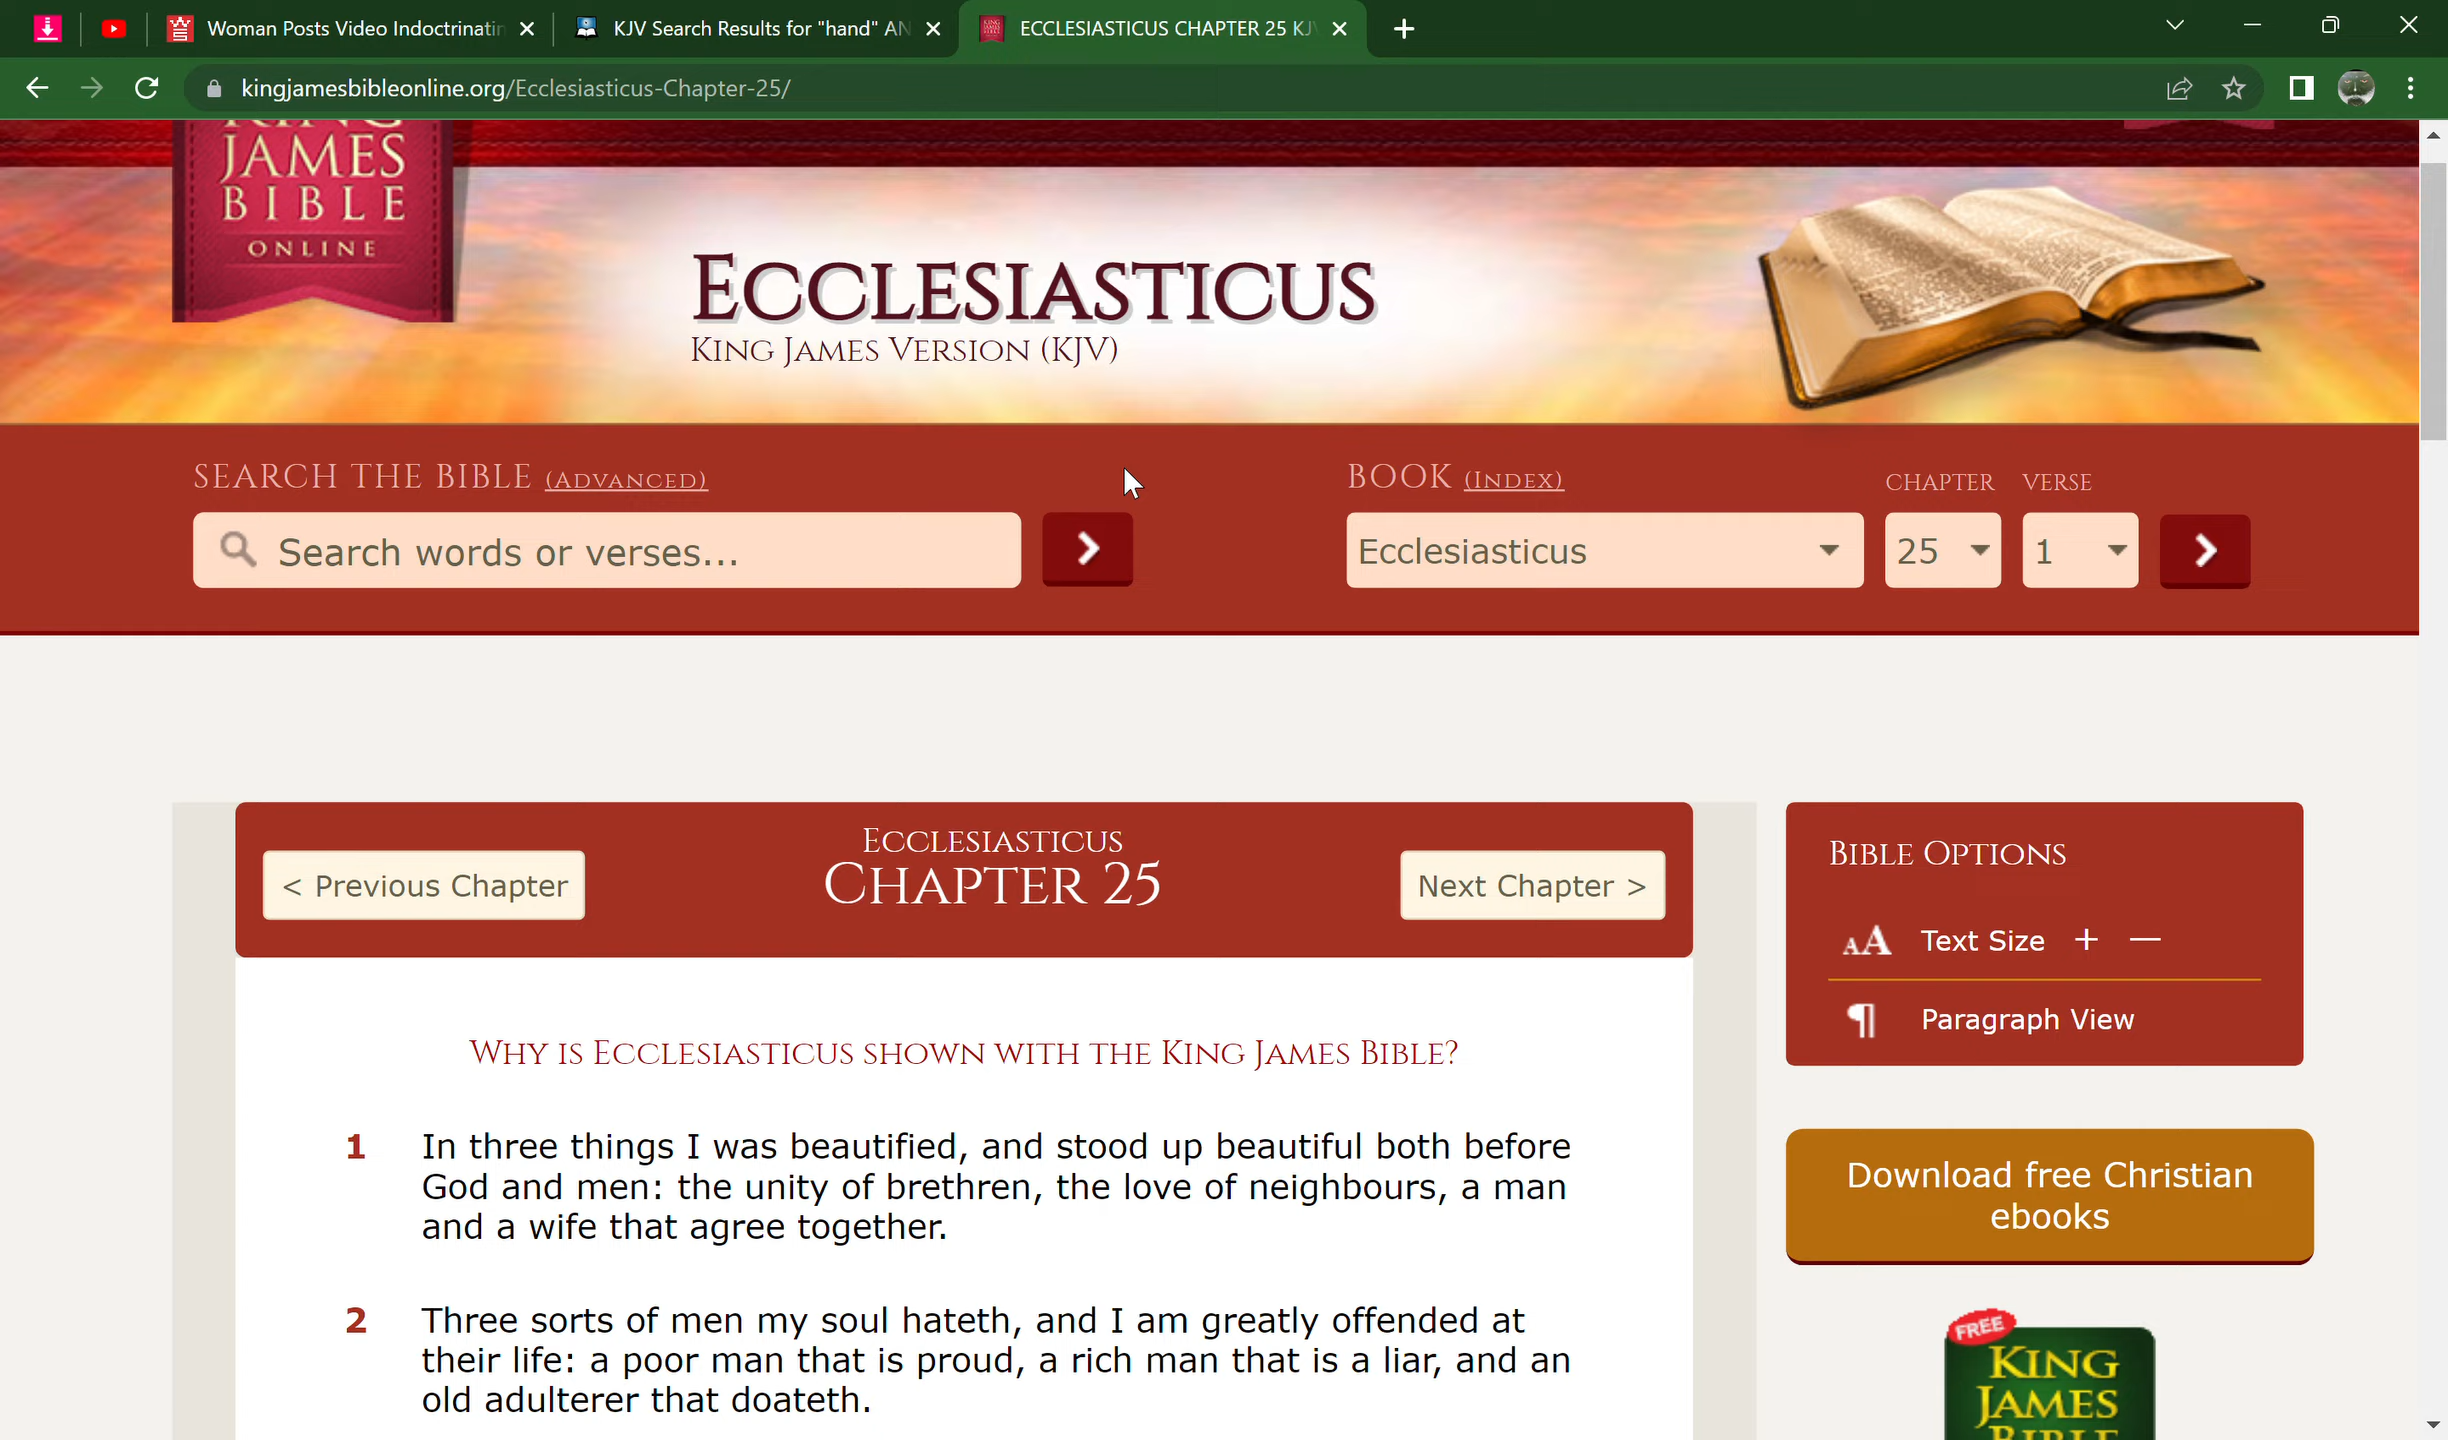 Woman Posts Video Indoctrinatin
KJV Search Results for "hand" AN
ECCLESIASTICUS CHAPTER 25 KJ
kingjamesbibleonline.org/Ecclesiasticus-Chapter-25/
KING
JAMES
BIBLE
ONLINE
ECCLESIASTICUS
KING JAMES VERSION (KJV)
SEARCH THE BIBLE (ADVANCED)
BOOK (INDEX)
CHAPTER
VERSE
Search words or verses...
Ecclesiasticus
25
1
ECCLESIASTICUS
CHAPTER 25
< Previous Chapter
Next Chapter >
BIBLE OPTIONS
AA Text Size + —
¶ Paragraph View
WHY IS ECCLESIASTICUS SHOWN WITH THE KING JAMES BIBLE?
1 In three things I was beautified, and stood up beautiful both before
God and men: the unity of brethren, the love of neighbours, a man
and a wife that agree together.
2 Three sorts of men my soul hateth, and I am greatly offended at
their life: a poor man that is proud, a rich man that is a liar, and an
old adulterer that doateth.
Download free Christian
ebooks
FREE
KING
JAMES
BIBLE